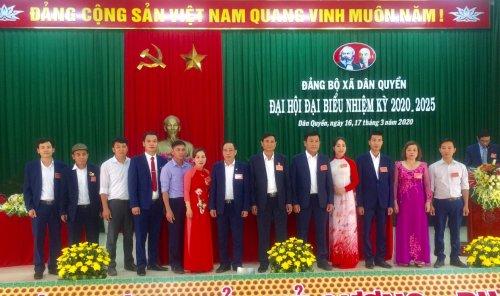 ĐẢNG CỘNG SẢN VIỆT NAM QUANG VINH MUÔN NĂM !
ĐẢNG BỘ XÃ DÂN QUYỀN
ĐẠI HỘI ĐẠI BIỂU NHIỆM KỲ 2020, 2025
Dân Quyền, ngày 16, 17 tháng 3 năm 2020